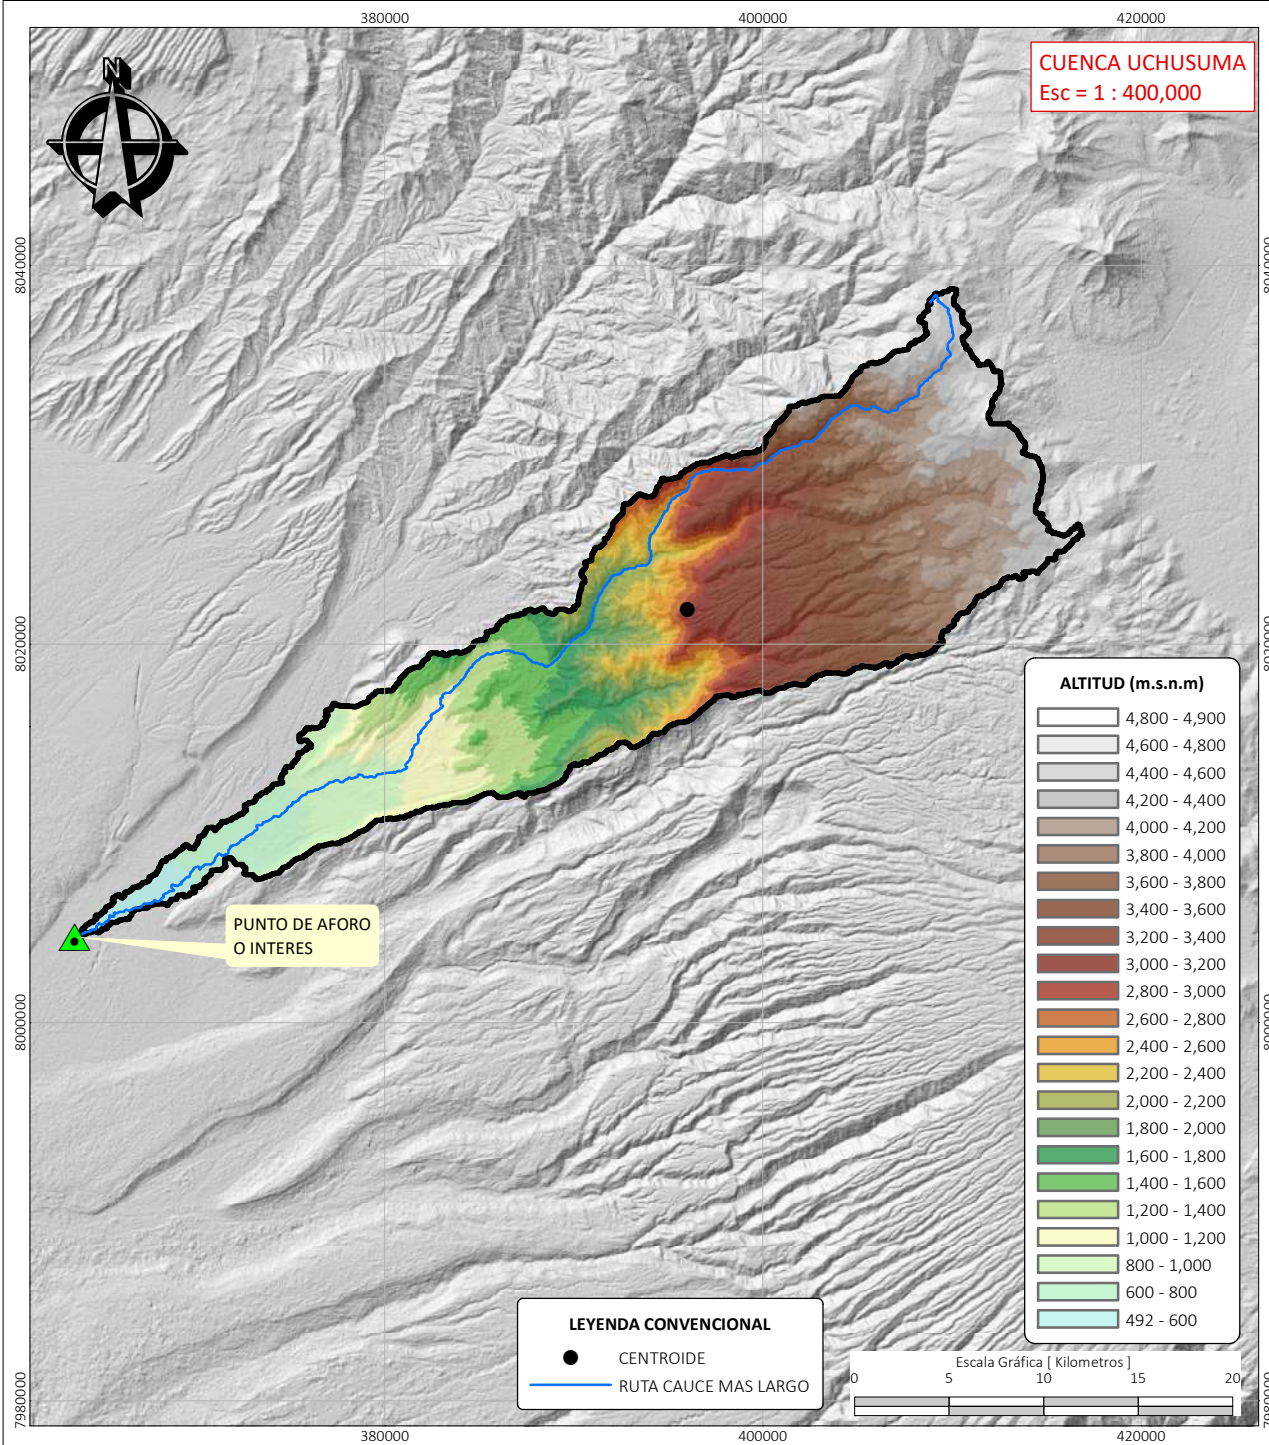 380000
400000
420000
N
CUENCA UCHUSUMA
Esc = 1 : 400,000
8040000
8040000
8020000
8020000
ALTITUD (m.s.n.m)
4,800 - 4,900
4,600 - 4,800
4,400 - 4,600
4,200 - 4,400
4,000 - 4,200
3,800 - 4,000
3,600 - 3,800
3,400 - 3,600
3,200 - 3,400
3,000 - 3,200
2,800 - 3,000
2,600 - 2,800
2,400 - 2,600
2,200 - 2,400
2,000 - 2,200
1,800 - 2,000
1,600 - 1,800
1,400 - 1,600
1,200 - 1,400
1,000 - 1,200
800 - 1,000
600 - 800
492 - 600
PUNTO DE AFORO
O INTERES
8000000
8000000
LEYENDA CONVENCIONAL
CENTROIDE
RUTA CAUCE MAS LARGO
Escala Gráfica [ Kilometros ]
0 5 10 15 20
7980000
7980000
380000
400000
420000